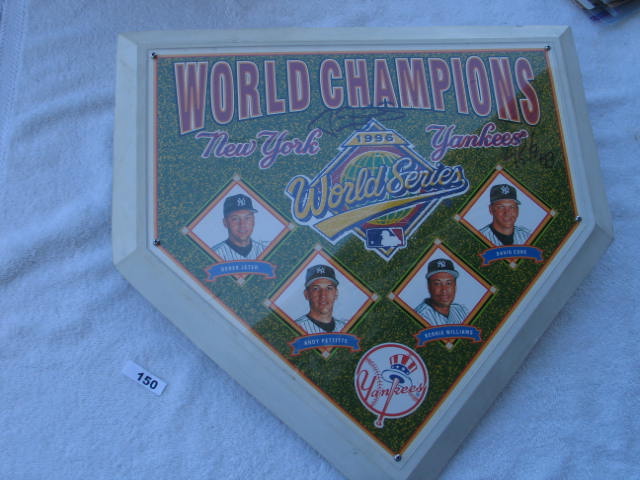 WORLD CHAMPIONS
New York Yankees
1996
World Series
DEREK JETER
DAVID CONE
ANDY PETTITTE
BERNIE WILLIAMS
Yankees
150